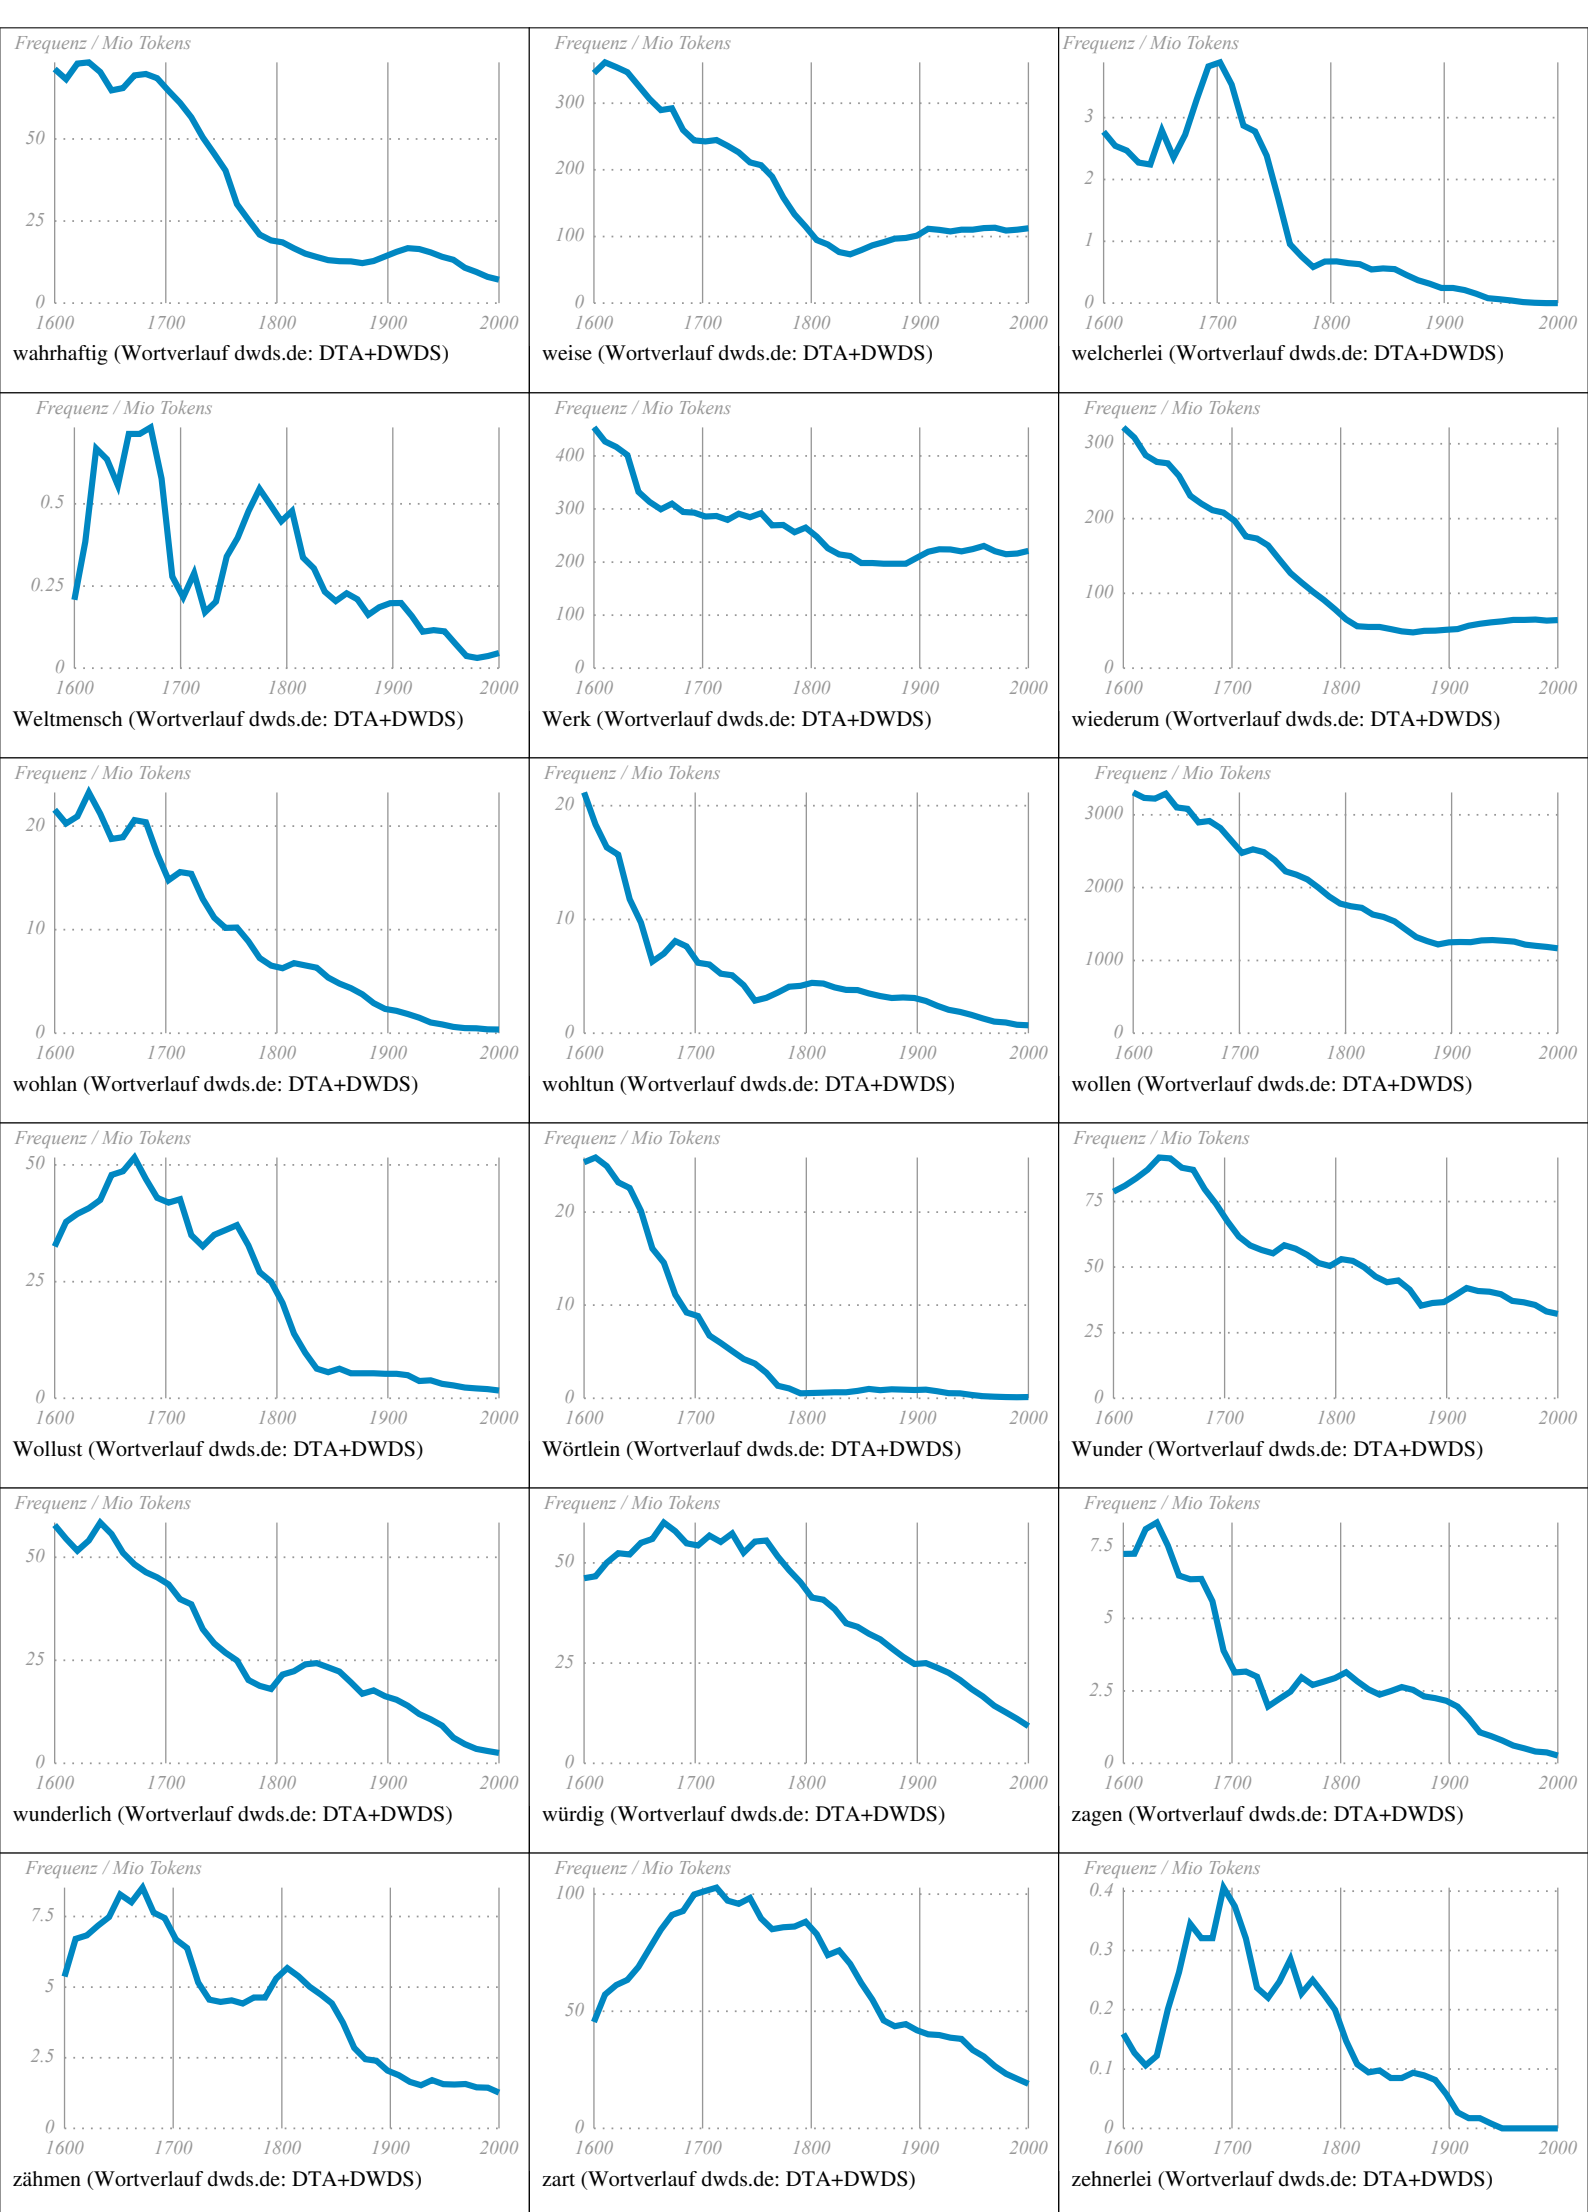 Frequenz / Mio Tokens
50
25
0
1600 1700 1800 1900 2000
wahrhaftig (Wortverlauf dwds.de: DTA+DWDS)
Frequenz / Mio Tokens
300
200
100
0
1600 1700 1800 1900 2000
weise (Wortverlauf dwds.de: DTA+DWDS)
Frequenz / Mio Tokens
3
2
1
0
1600 1700 1800 1900 2000
welcherlei (Wortverlauf dwds.de: DTA+DWDS)
Frequenz / Mio Tokens
0.5
0.25
0
1600 1700 1800 1900 2000
Weltmensch (Wortverlauf dwds.de: DTA+DWDS)
Frequenz / Mio Tokens
400
300
200
100
0
1600 1700 1800 1900 2000
Werk (Wortverlauf dwds.de: DTA+DWDS)
Frequenz / Mio Tokens
300
200
100
0
1600 1700 1800 1900 2000
wiederum (Wortverlauf dwds.de: DTA+DWDS)
Frequenz / Mio Tokens
20
10
0
1600 1700 1800 1900 2000
wohlan (Wortverlauf dwds.de: DTA+DWDS)
Frequenz / Mio Tokens
20
10
0
1600 1700 1800 1900 2000
wohltun (Wortverlauf dwds.de: DTA+DWDS)
Frequenz / Mio Tokens
3000
2000
1000
0
1600 1700 1800 1900 2000
wollen (Wortverlauf dwds.de: DTA+DWDS)
Frequenz / Mio Tokens
50
25
0
1600 1700 1800 1900 2000
Wollust (Wortverlauf dwds.de: DTA+DWDS)
Frequenz / Mio Tokens
20
10
0
1600 1700 1800 1900 2000
Wörtlein (Wortverlauf dwds.de: DTA+DWDS)
Frequenz / Mio Tokens
75
50
25
0
1600 1700 1800 1900 2000
Wunder (Wortverlauf dwds.de: DTA+DWDS)
Frequenz / Mio Tokens
50
25
0
1600 1700 1800 1900 2000
wunderlich (Wortverlauf dwds.de: DTA+DWDS)
Frequenz / Mio Tokens
50
25
0
1600 1700 1800 1900 2000
würdig (Wortverlauf dwds.de: DTA+DWDS)
Frequenz / Mio Tokens
7.5
5
2.5
0
1600 1700 1800 1900 2000
zagen (Wortverlauf dwds.de: DTA+DWDS)
Frequenz / Mio Tokens
7.5
5
2.5
0
1600 1700 1800 1900 2000
zähmen (Wortverlauf dwds.de: DTA+DWDS)
Frequenz / Mio Tokens
100
50
0
1600 1700 1800 1900 2000
zart (Wortverlauf dwds.de: DTA+DWDS)
Frequenz / Mio Tokens
0.4
0.3
0.2
0.1
0
1600 1700 1800 1900 2000
zehnerlei (Wortverlauf dwds.de: DTA+DWDS)